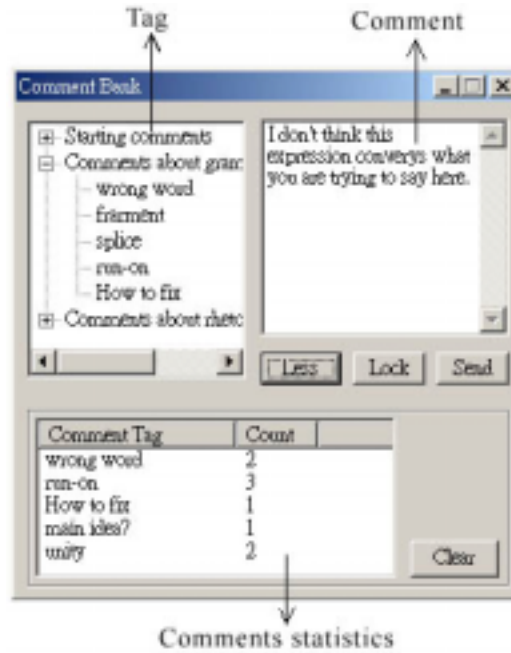 Tag
Comment
Comment Bank
Starting comments
Comments about gram
wrong word
frarment
splice
run-on
How to fix
Comments about rheto
I don't think this
expression converys what
you are trying to say here.
Less
Lock
Send
Comment Tag
Count
wrong word 2
run-on 3
How to fix 1
main idea? 1
unity 2
Clear
Comments statistics